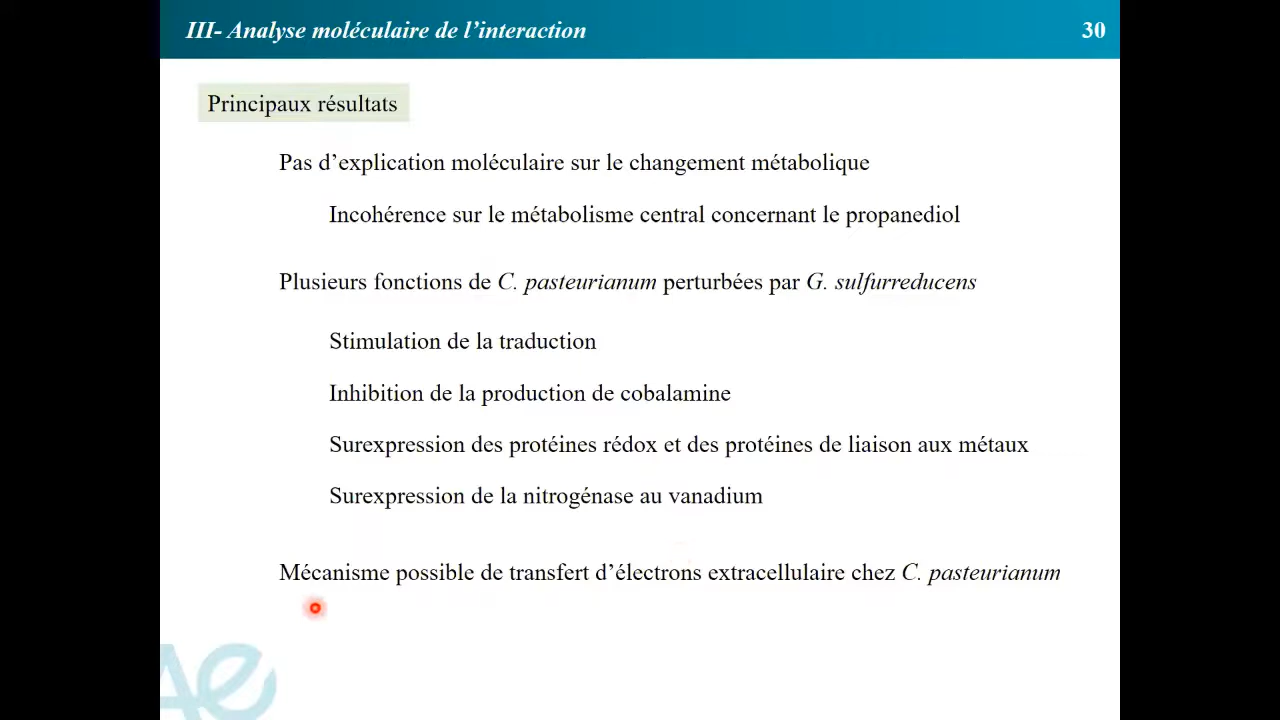 III- Analyse moléculaire de l’interaction
30
Principaux résultats
Pas d’explication moléculaire sur le changement métabolique
Incohérence sur le métabolisme central concernant le propanediol
Plusieurs fonctions de C. pasteurianum perturbées par G. sulfurreducens
Stimulation de la traduction
Inhibition de la production de cobalamine
Surexpression des protéines rédox et des protéines de liaison aux métaux
Surexpression de la nitrogénase au vanadium
Mécanisme possible de transfert d’électrons extracellulaire chez C. pasteurianum